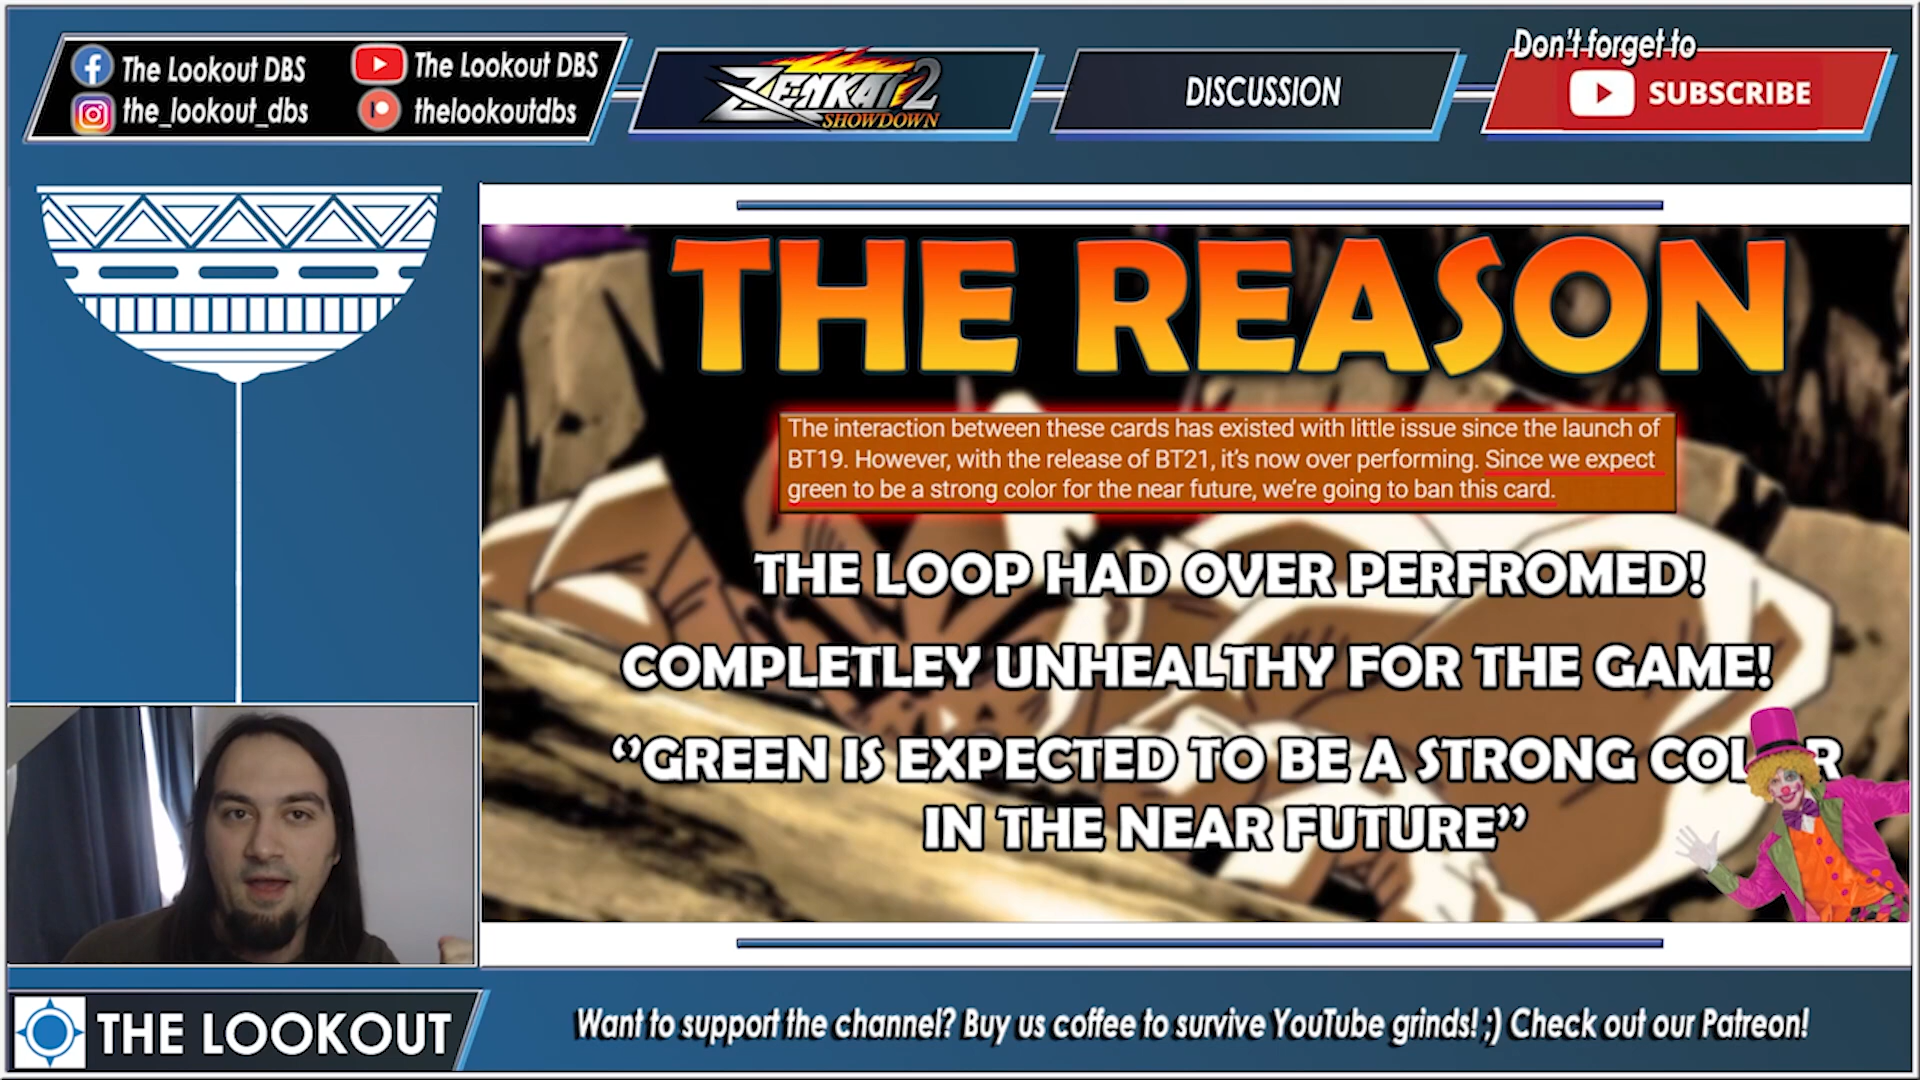 The Lookout DBS
The Lookout DBS
the_lookout_dbs
thelookoutdbs
ZENKAI 2
SHOWDOWN
DISCUSSION
Don't forget to
SUBSCRIBE
THE REASON
The interaction between these cards has existed with little issue since the launch of
BT19. However, with the release of BT21, it's now over performing. Since we expect
green to be a strong color for the near future, we're going to ban this card.
THE LOOP HAD OVER PERFROMED!
COMPLETLEY UNHEALTHY FOR THE GAME!
“GREEN IS EXPECTED TO BE A STRONG
IN THE NEAR FUTURE”
THE LOOKOUT
Want to support the channel? Buy us coffee to survive YouTube grinds! ;) Check out our Patreon!